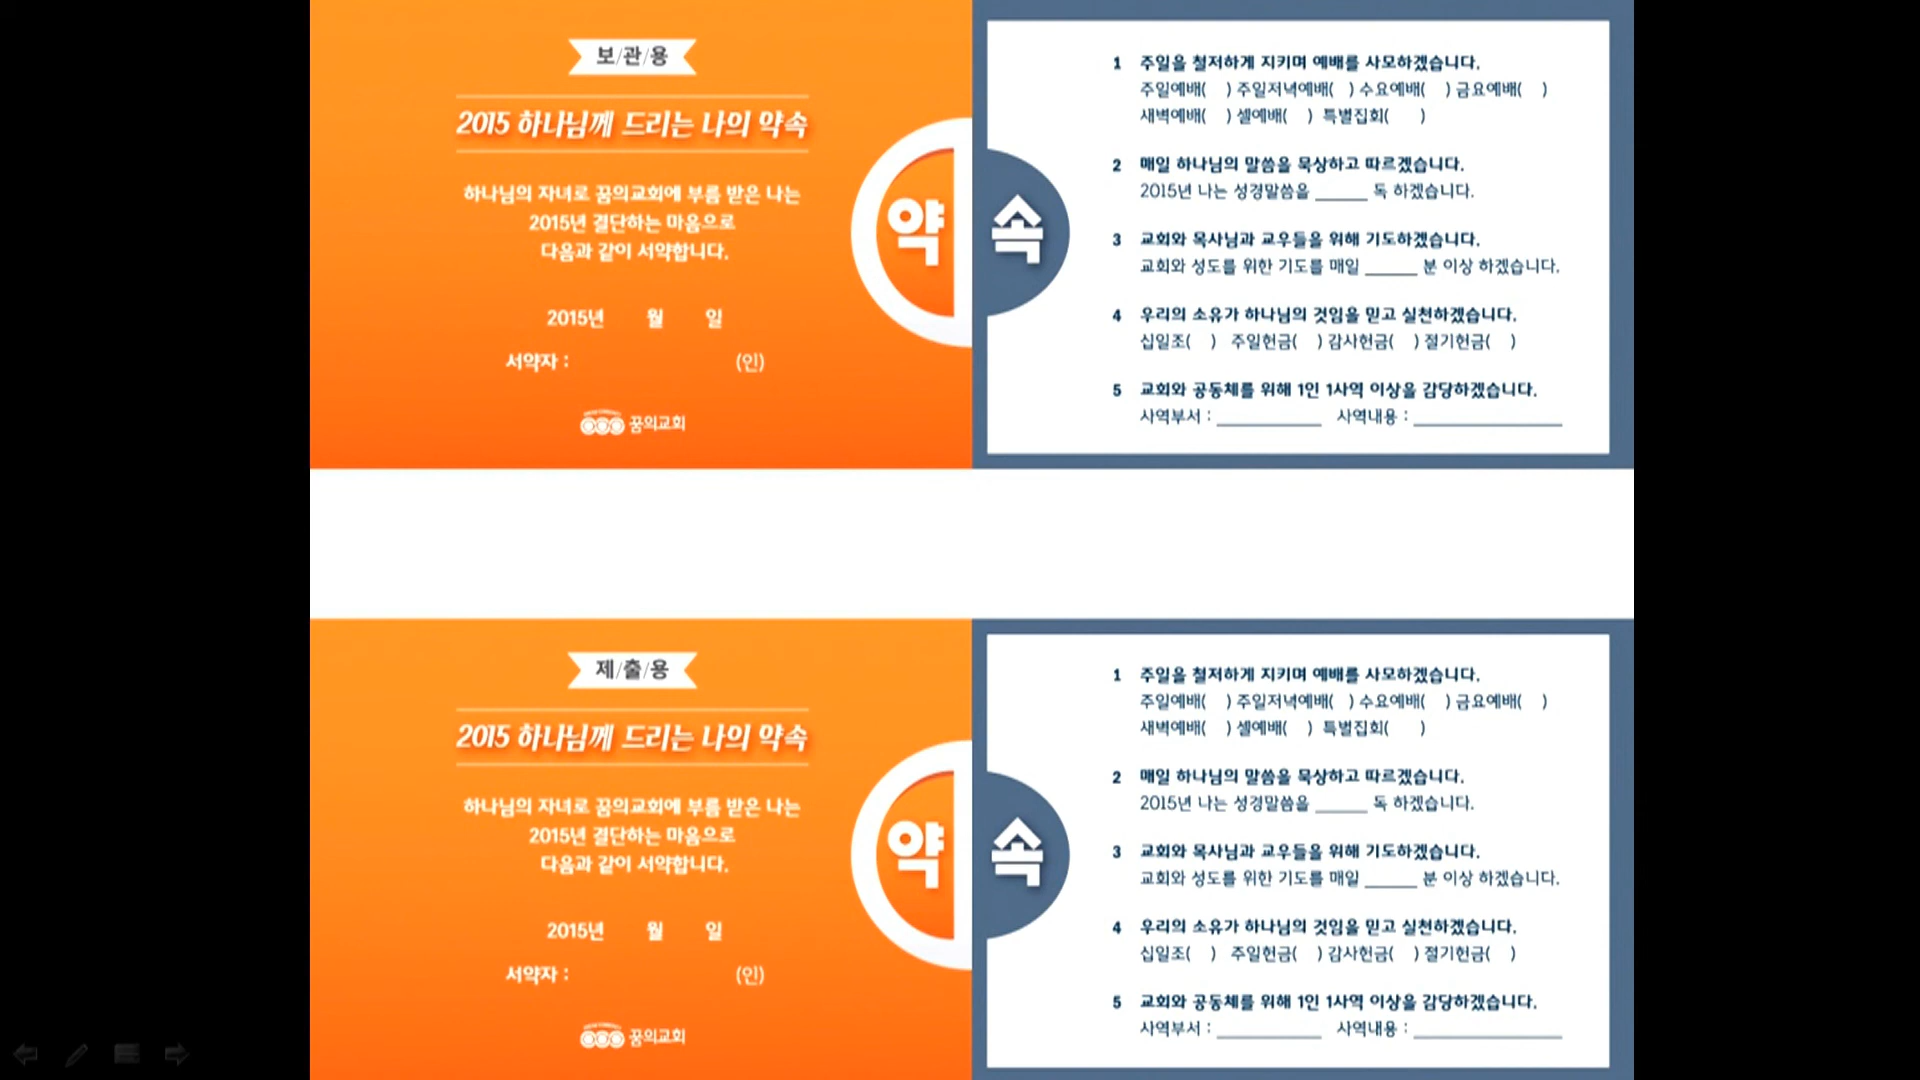 보/관/용
2015 하나님께 드리는 나의 약속
하나님의 자녀로 꿈의교회에 부름 받은 나는
2015년 결단하는 마음으로
다음과 같이 서약합니다.
2015년 월 일
서약자 : (인)
꿈의교회
약속
1 주일을 철저하게 지키며 예배를 사모하겠습니다.
주일예배( ) 주일저녁예배( ) 수요예배( ) 금요예배( )
새벽예배( ) 셀예배( ) 특별집회( )
2 매일 하나님의 말씀을 묵상하고 따르겠습니다.
2015년 나는 성경말씀을 ______ 독 하겠습니다.
3 교회와 목사님과 교우들을 위해 기도하겠습니다.
교회와 성도를 위한 기도를 매일 ______ 분 이상 하겠습니다.
4 우리의 소유가 하나님의 것임을 믿고 실천하겠습니다.
십일조( ) 주일헌금( ) 감사헌금( ) 절기헌금( )
5 교회와 공동체를 위해 1인 1사역 이상을 감당하겠습니다.
사역부서 : ____________ 사역내용 : _________________
제/출/용
2015 하나님께 드리는 나의 약속
하나님의 자녀로 꿈의교회에 부름 받은 나는
2015년 결단하는 마음으로
다음과 같이 서약합니다.
2015년 월 일
서약자 : (인)
꿈의교회
약속
1 주일을 철저하게 지키며 예배를 사모하겠습니다.
주일예배( ) 주일저녁예배( ) 수요예배( ) 금요예배( )
새벽예배( ) 셀예배( ) 특별집회( )
2 매일 하나님의 말씀을 묵상하고 따르겠습니다.
2015년 나는 성경말씀을 ______ 독 하겠습니다.
3 교회와 목사님과 교우들을 위해 기도하겠습니다.
교회와 성도를 위한 기도를 매일 ______ 분 이상 하겠습니다.
4 우리의 소유가 하나님의 것임을 믿고 실천하겠습니다.
십일조( ) 주일헌금( ) 감사헌금( ) 절기헌금( )
5 교회와 공동체를 위해 1인 1사역 이상을 감당하겠습니다.
사역부서 : ____________ 사역내용 : _________________